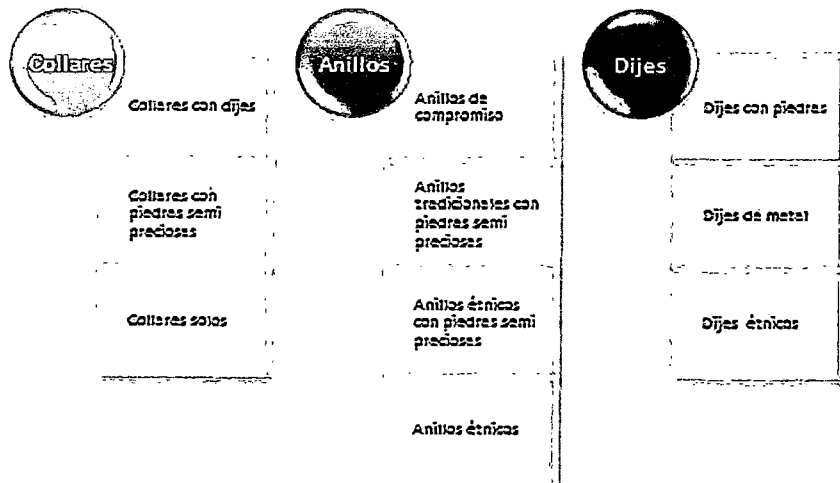 Collares
Collares con dijes
Collares con
piedras semi
preciosas
Collares solos
Anillos
Anillos de
compromiso
Anillos
tradicionales con
piedras semi
preciosas
Anillos étnicos
con piedras semi
preciosas
Anillos étnicos
Dijes
Dijes con piedras
Dijes de metal
Dijes étnicos